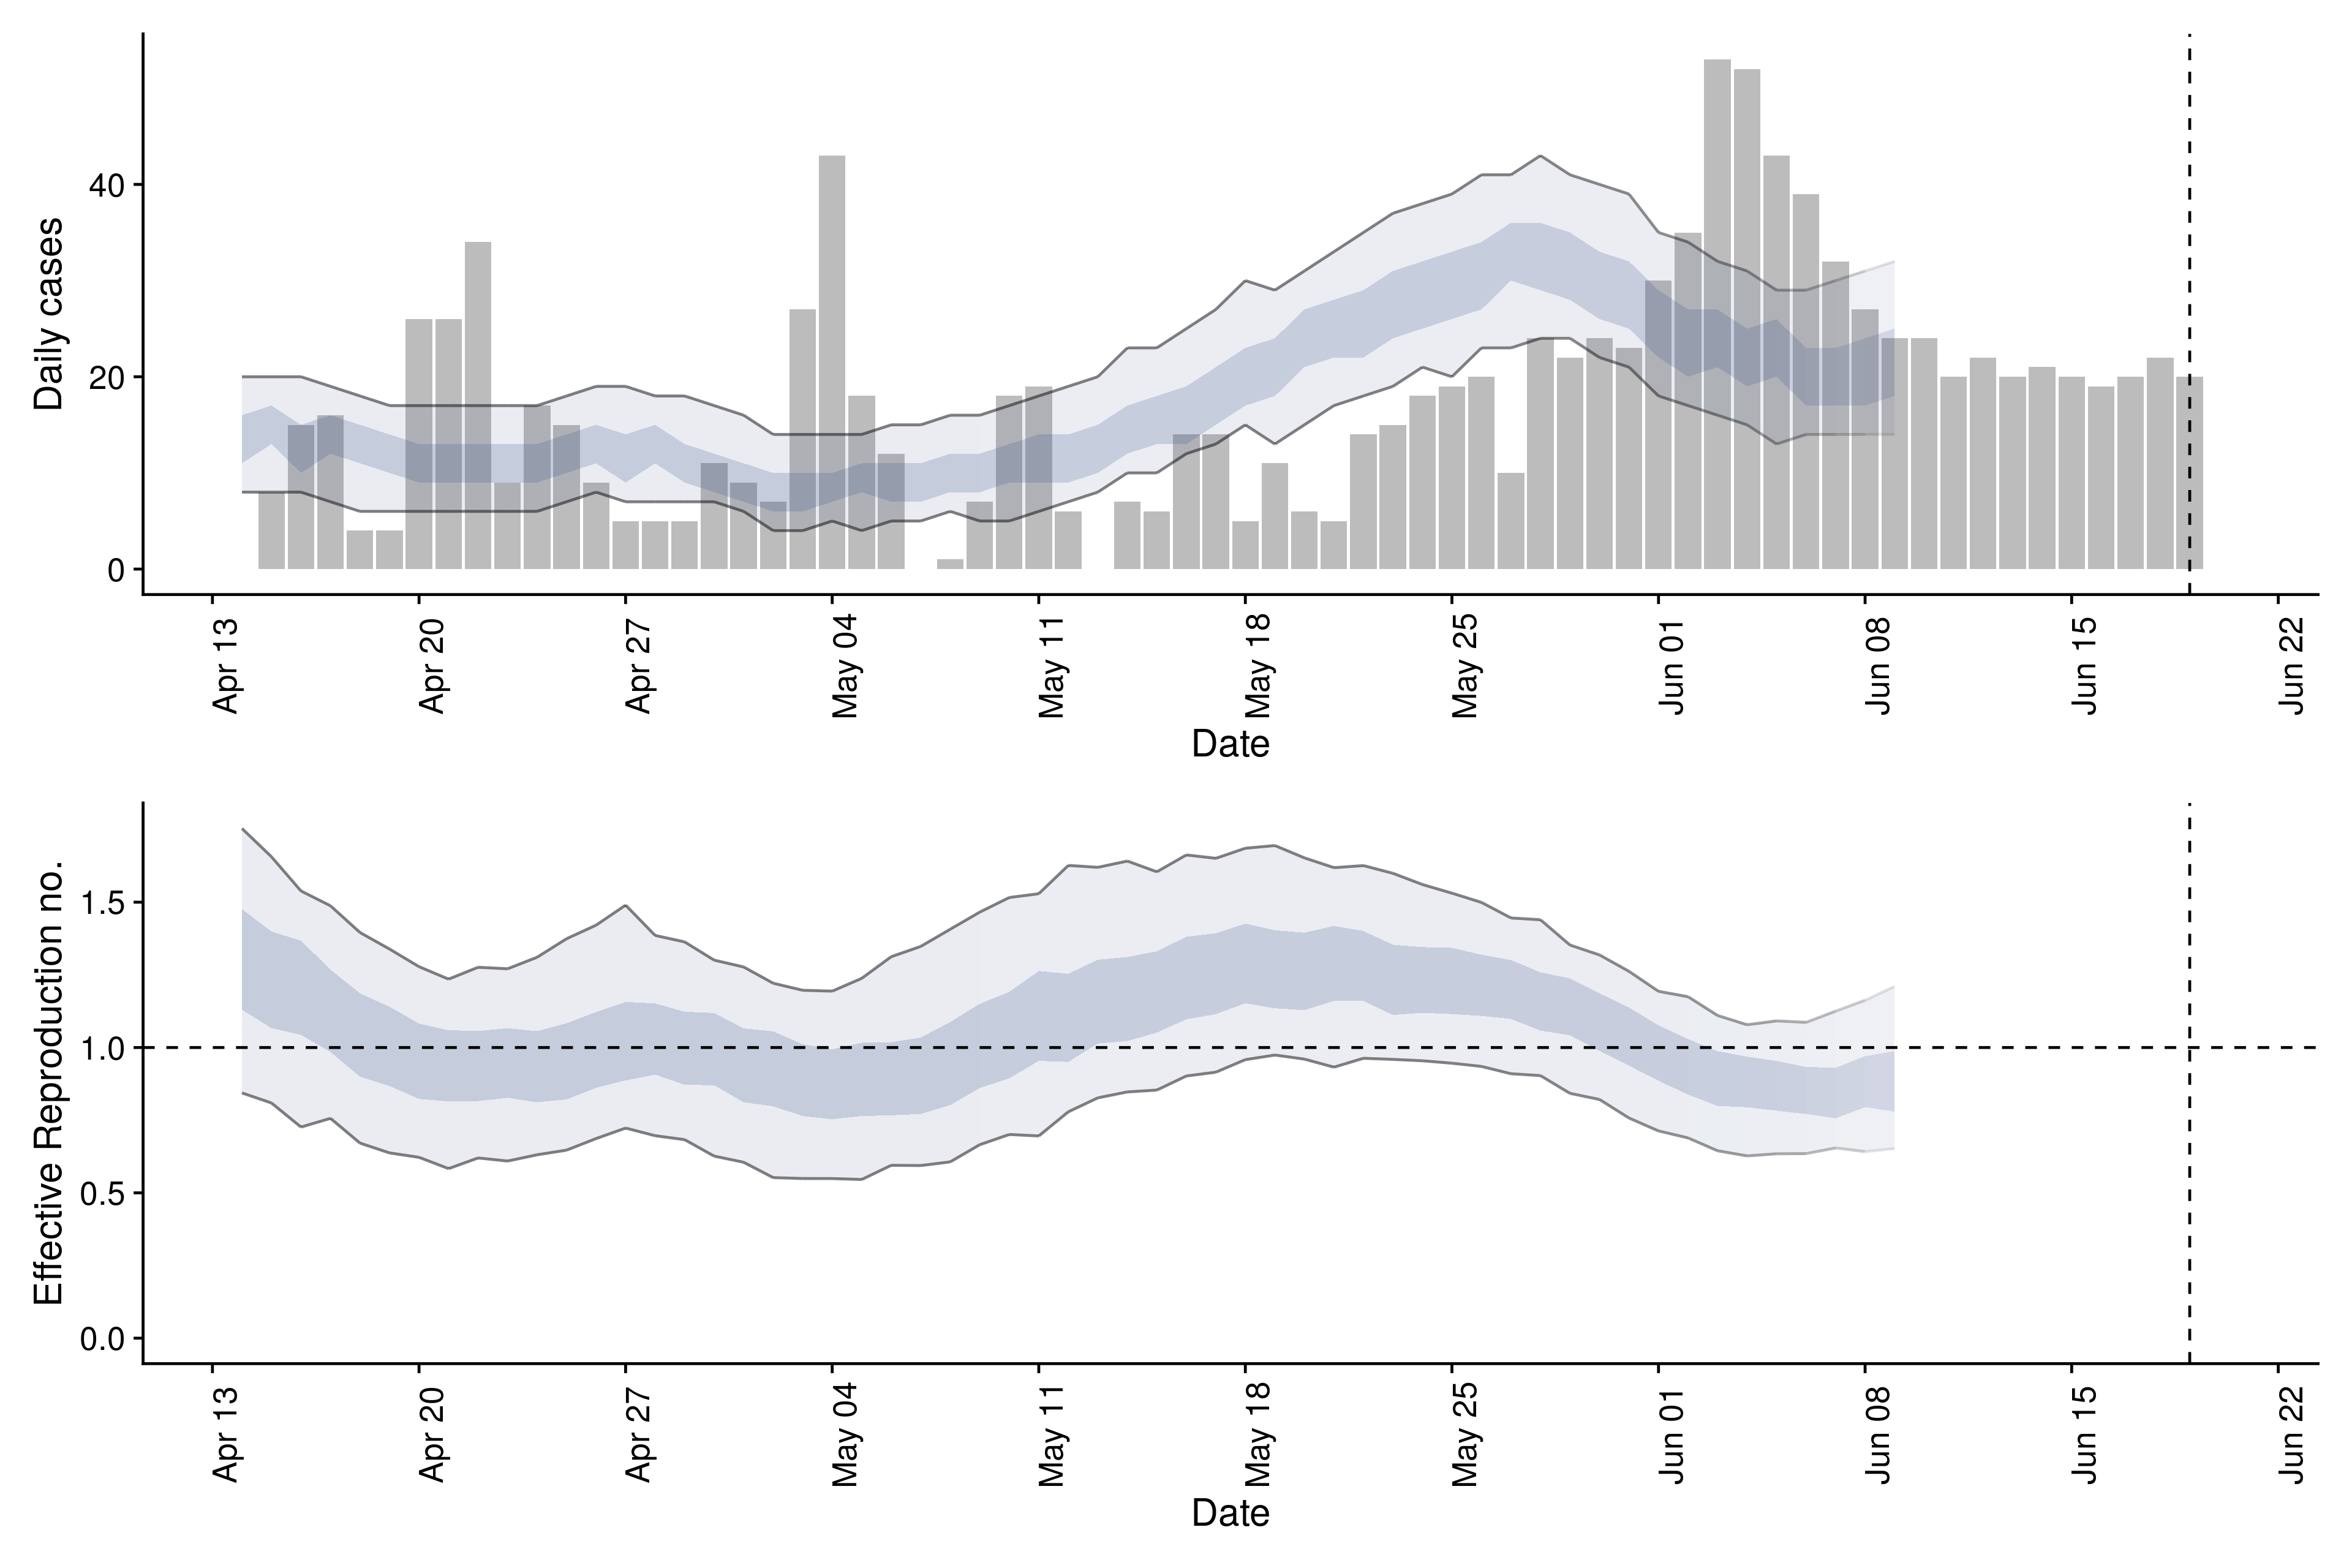 Daily cases
40
20
0
Apr 13
Apr 20
Apr 27
May 04
May 11
May 18
May 25
Jun 01
Jun 08
Jun 15
Jun 22
Date
Effective Reproduction no.
1.5
1.0
0.5
0.0
Apr 13
Apr 20
Apr 27
May 04
May 11
May 18
May 25
Jun 01
Jun 08
Jun 15
Jun 22
Date